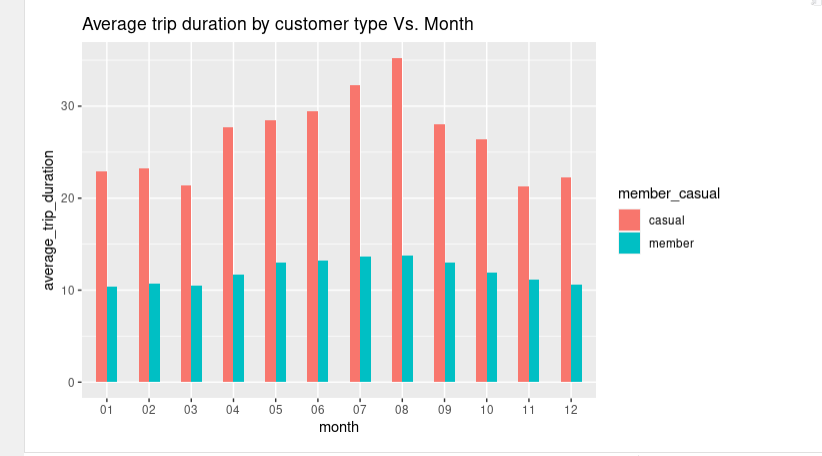 Average trip duration by customer type Vs. Month
average_trip_duration
30
20
10
0
01 02 03 04 05 06 07 08 09 10 11 12
month
member_casual
casual
member